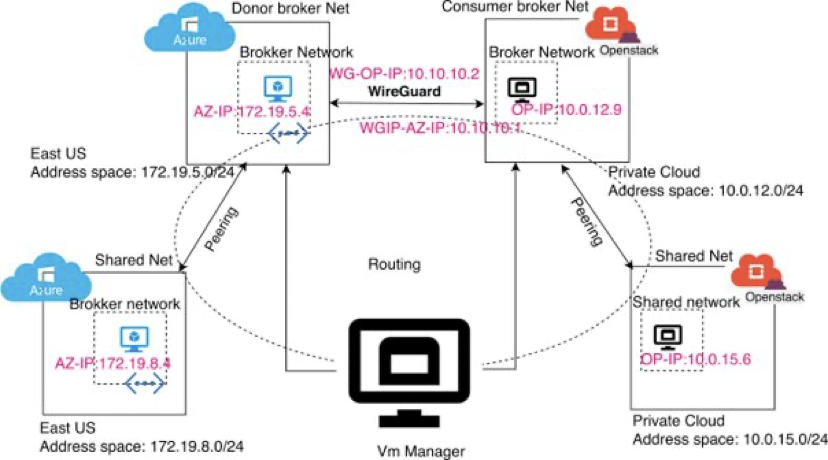 Donor broker Net
Consumer broker Net
Azure
Openstack
Brokker Network
Broker Network
WG-OP-IP:10.10.10.2
WireGuard
AZ-IP:172.19.5.4
OP-IP:10.0.12.9
WGIP-AZ-IP:10.10.10.1
East US
Address space: 172.19.5.0/24
Private Cloud
Address space: 10.0.12.0/24
Peering
Peering
Routing
Shared Net
Shared Net
Azure
Openstack
Brokker network
Shared network
AZ-IP:172.19.8.4
OP-IP:10.0.15.6
East US
Address space: 172.19.8.0/24
Private Cloud
Address space: 10.0.15.0/24
Vm Manager